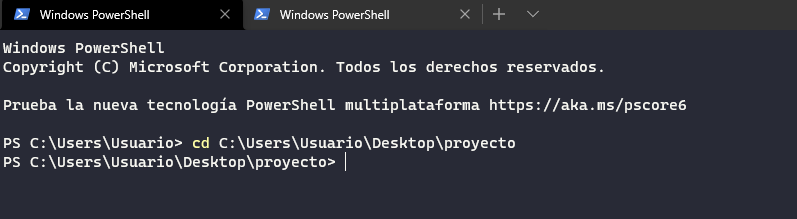 Windows PowerShell
Windows PowerShell
Windows PowerShell
Copyright (C) Microsoft Corporation. Todos los derechos reservados.
Prueba la nueva tecnología PowerShell multiplataforma https://aka.ms/pscore6
PS C:\Users\Usuario> cd C:\Users\Usuario\Desktop\proyecto
PS C:\Users\Usuario\Desktop\proyecto>